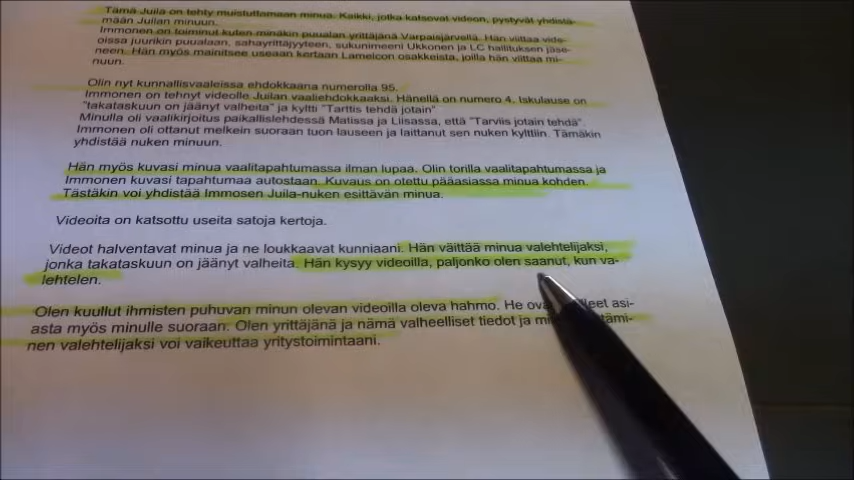 Tämä Juila on tehty muistuttamaan minua. Kaikki, jotka katsovat videon, pystyvät yhdistä-
mään Juilan minuun.
Immonen on toiminut kuten minäkin puualan yrittäjänä Varpaisjärvellä. Hän viittaa vide-
oissa juurikin puualaan, sahayrittäjyyteen, sukunimeeni Ukkonen ja LC hallituksen jäse-
neen. Hän myös mainitsee useaan kertaan Lameicon osakkeista, joilla hän viittaa mi-
nuun.
Olin nyt kunnallisvaaleissa ehdokkaana numerolla 95.
Immonen on tehnyt videolle Juilan vaaliehdokkaaksi. Hänellä on numero 4. Iskulause on
"takataskuun on jäänyt valheita" ja kyltti "Tarttis tehdä jotain".
Minulla oli vaalikirjoitus paikallislehdessä Matissa ja Liisassa, että "Tarviis jotain tehdä".
Immonen oli ottanut melkein suoraan tuon lauseen ja laittanut sen nuken kylttiin. Tämäkin
yhdistää nuken minuun.
Hän myös kuvasi minua vaalitapahtumassa ilman lupaa. Olin torilla vaalitapahtumassa ja
Immonen kuvasi tapahtumaa autostaan. Kuvaus on otettu pääasiassa minua kohden.
Tästäkin voi yhdistää Immosen Juila-nuken esittävän minua.
Videoita on katsottu useita satoja kertoja.
Videot halventavat minua ja ne loukkaavat kunniaani. Hän väittää minua valehtelijaksi,
jonka takataskuun on jäänyt valheita. Hän kysyy videoilla, paljonko olen saanut, kun va-
lehtelen.
Olen kuullut ihmisten puhuvan minun olevan videoilla oleva hahmo. He asi-
asta myös minulle suoraan. Olen yrittäjänä ja nämä valheelliset tiedot ja
nen valehtelijaksi voi vaikeuttaa yritystoimintaani.